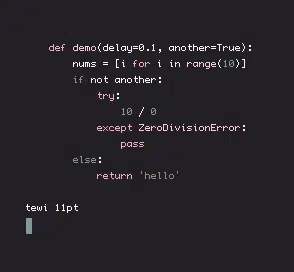 def demo(delay=0.1, another=True):
    nums = [i for i in range(10)]
    if not another:
        try:
            10 / 0
        except ZeroDivisionError:
            pass
    else:
        return 'hello'
tewi 11pt